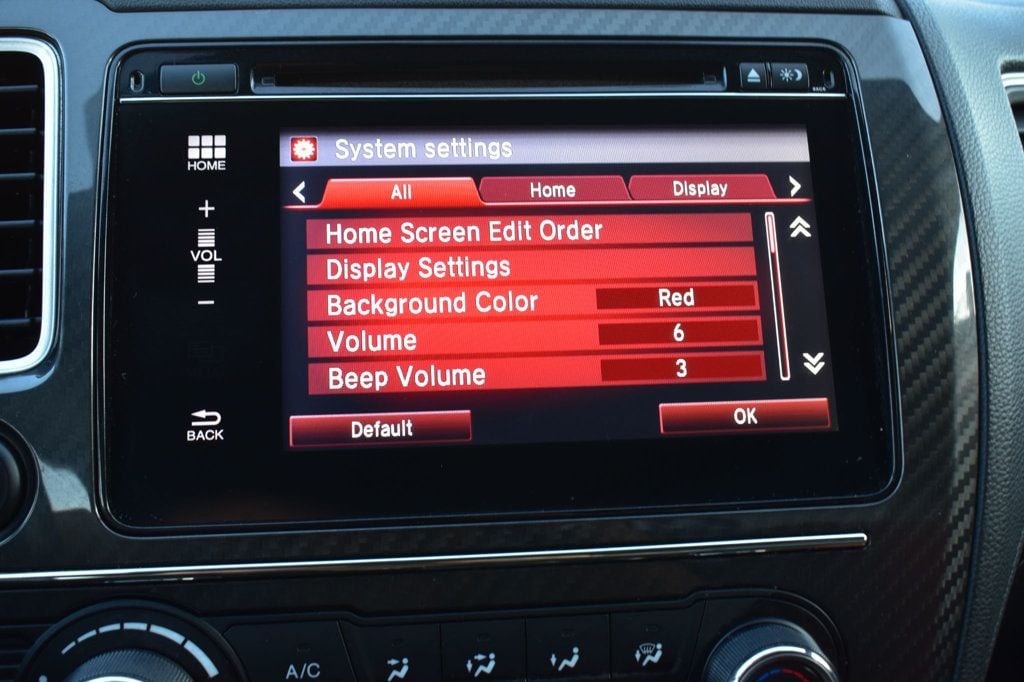 HOME
+
VOL
−
BACK
System settings
All Home Display
Home Screen Edit Order
Display Settings
Background Color Red
Volume 6
Beep Volume 3
Default OK
A/C